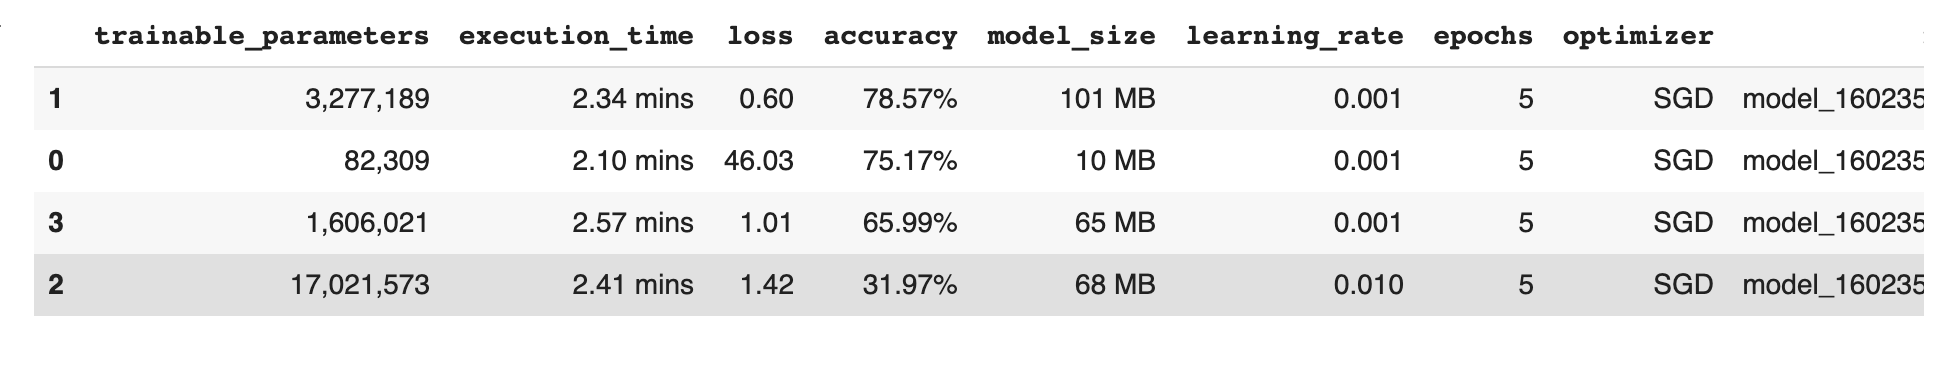 trainable_parameters execution_time loss accuracy model_size learning_rate epochs optimizer
1 3,277,189 2.34 mins 0.60 78.57% 101 MB 0.001 5 SGD model_160235
0 82,309 2.10 mins 46.03 75.17% 10 MB 0.001 5 SGD model_160235
3 1,606,021 2.57 mins 1.01 65.99% 65 MB 0.001 5 SGD model_160235
2 17,021,573 2.41 mins 1.42 31.97% 68 MB 0.010 5 SGD model_160235